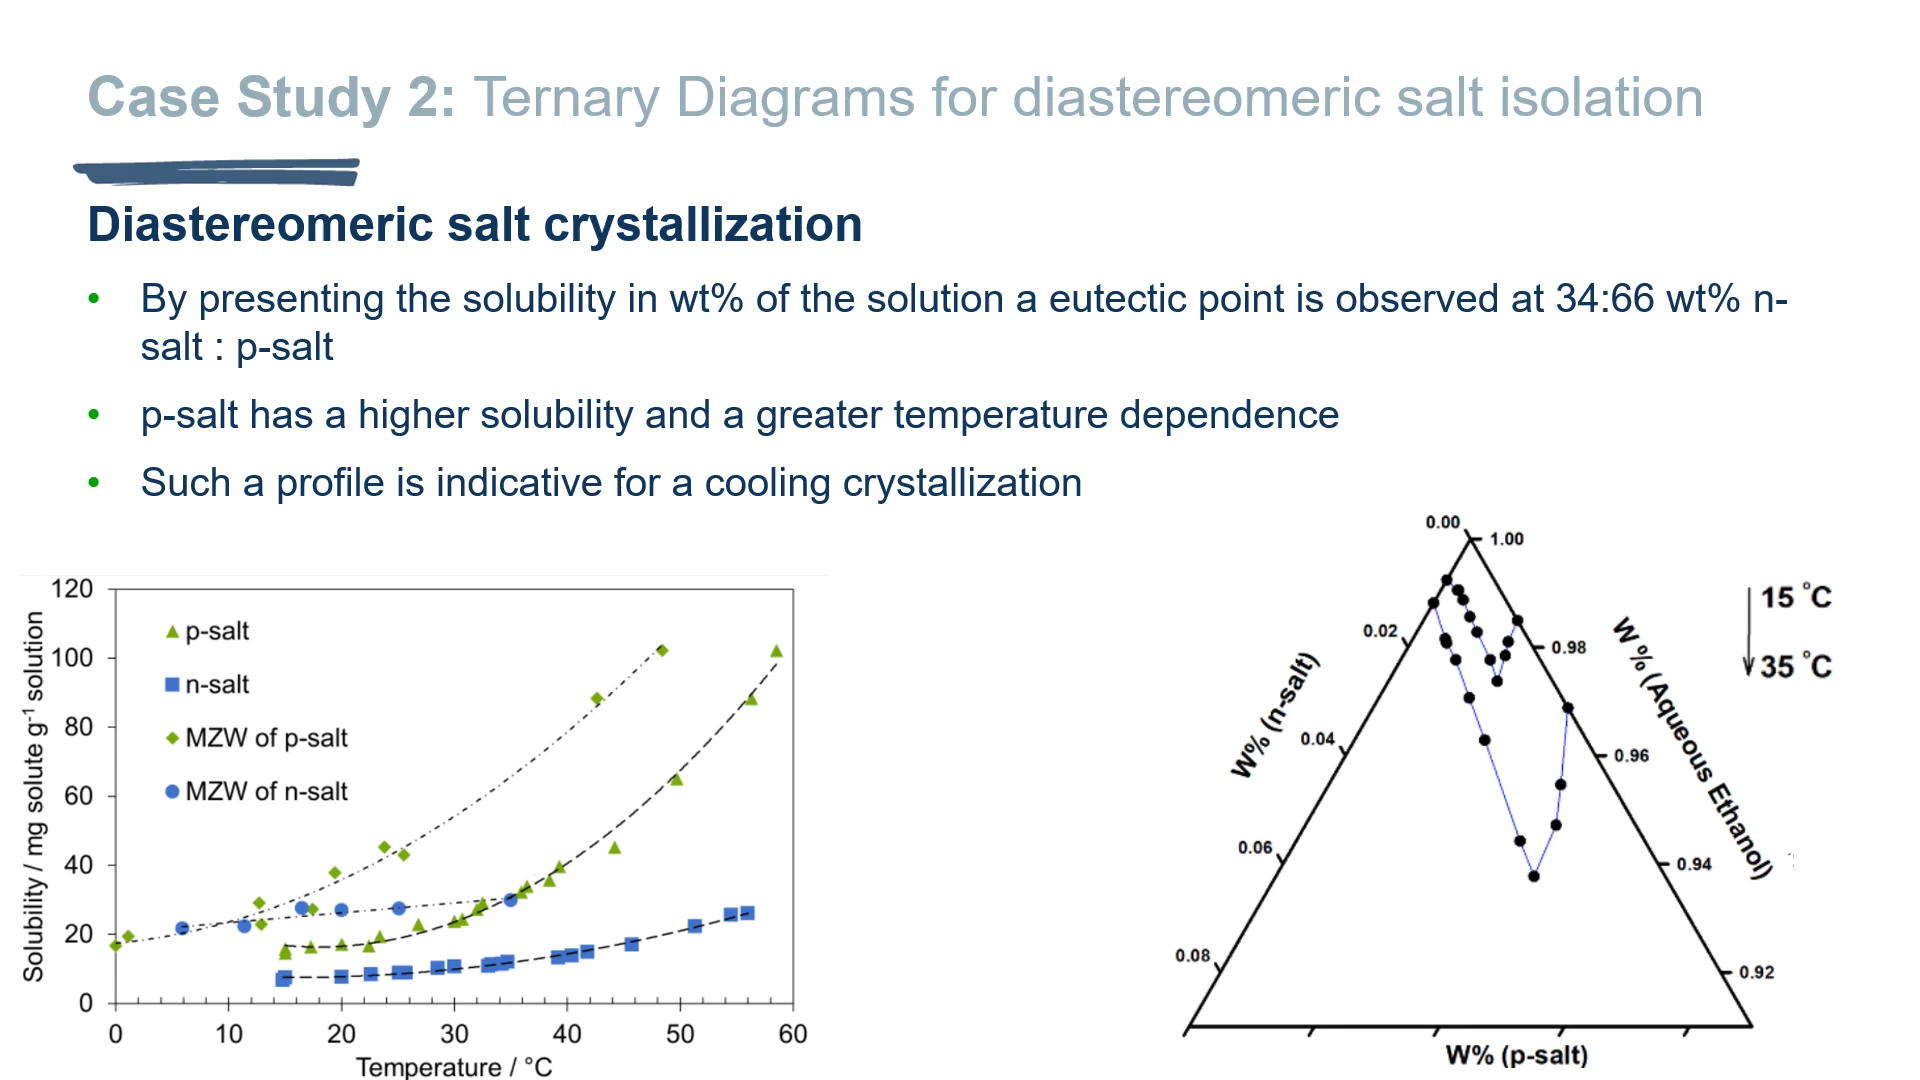 Case Study 2: Ternary Diagrams for diastereomeric salt isolation
Diastereomeric salt crystallization
• By presenting the solubility in wt% of the solution a eutectic point is observed at 34:66 wt% n-
salt : p-salt
• p-salt has a higher solubility and a greater temperature dependence
• Such a profile is indicative for a cooling crystallization
120
100
80
60
40
20
0
Solubility / mg solute g-1 solution
p-salt
n-salt
MZW of p-salt
MZW of n-salt
0 10 20 30 40 50 60
Temperature / °C
0.00
1.00
0.02
0.98
0.04
0.96
0.06
0.94
0.08
0.92
W% (n-salt)
W% (Aqueous Ethanol)
W% (p-salt)
15 °C
35 °C